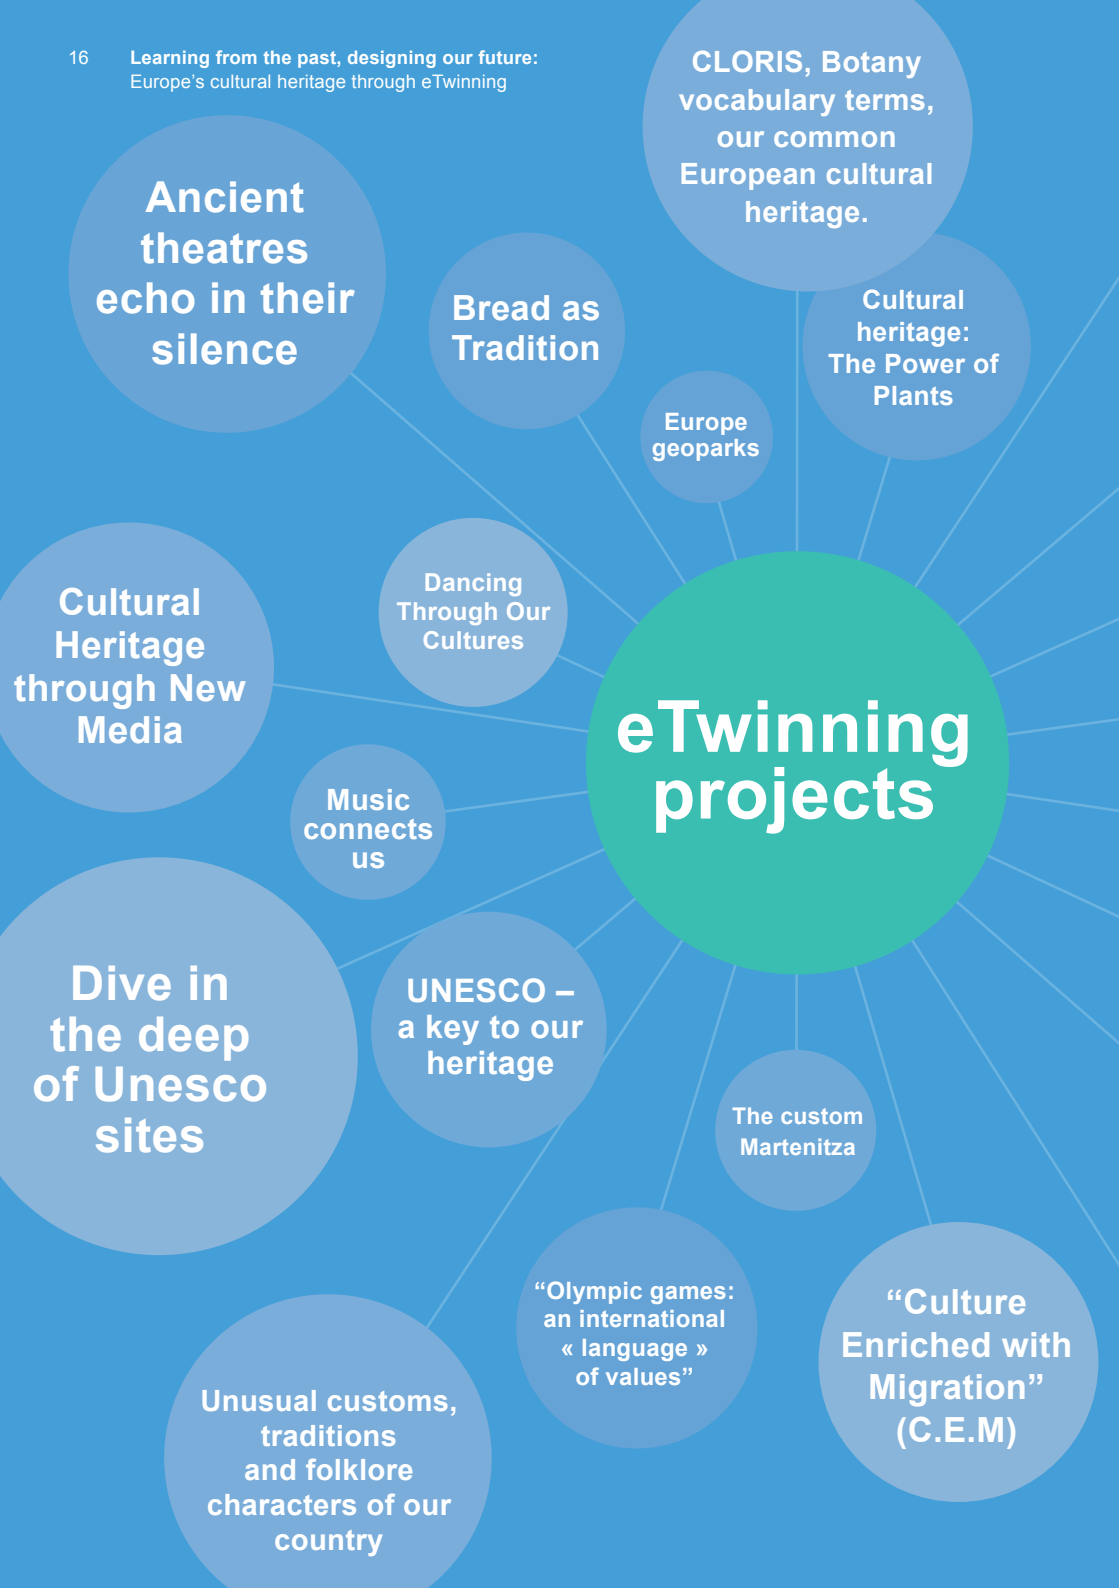 16
Learning from the past, designing our future:
Europe’s cultural heritage through eTwinning
CLORIS, Botany
vocabulary terms,
our common
European cultural
heritage.
Ancient
theatres
echo in their
silence
Bread as
Tradition
Cultural
heritage:
The Power of
Plants
Europe
geoparks
Dancing
Through Our
Cultures
Cultural
Heritage
through New
Media
eTwinning
projects
Music
connects
us
Dive in
the deep
of Unesco
sites
UNESCO –
a key to our
heritage
The custom
Martenitza
“Olympic games:
an international
« language »
of values”
“Culture
Enriched with
Migration”
(C.E.M)
Unusual customs,
traditions
and folklore
characters of our
country